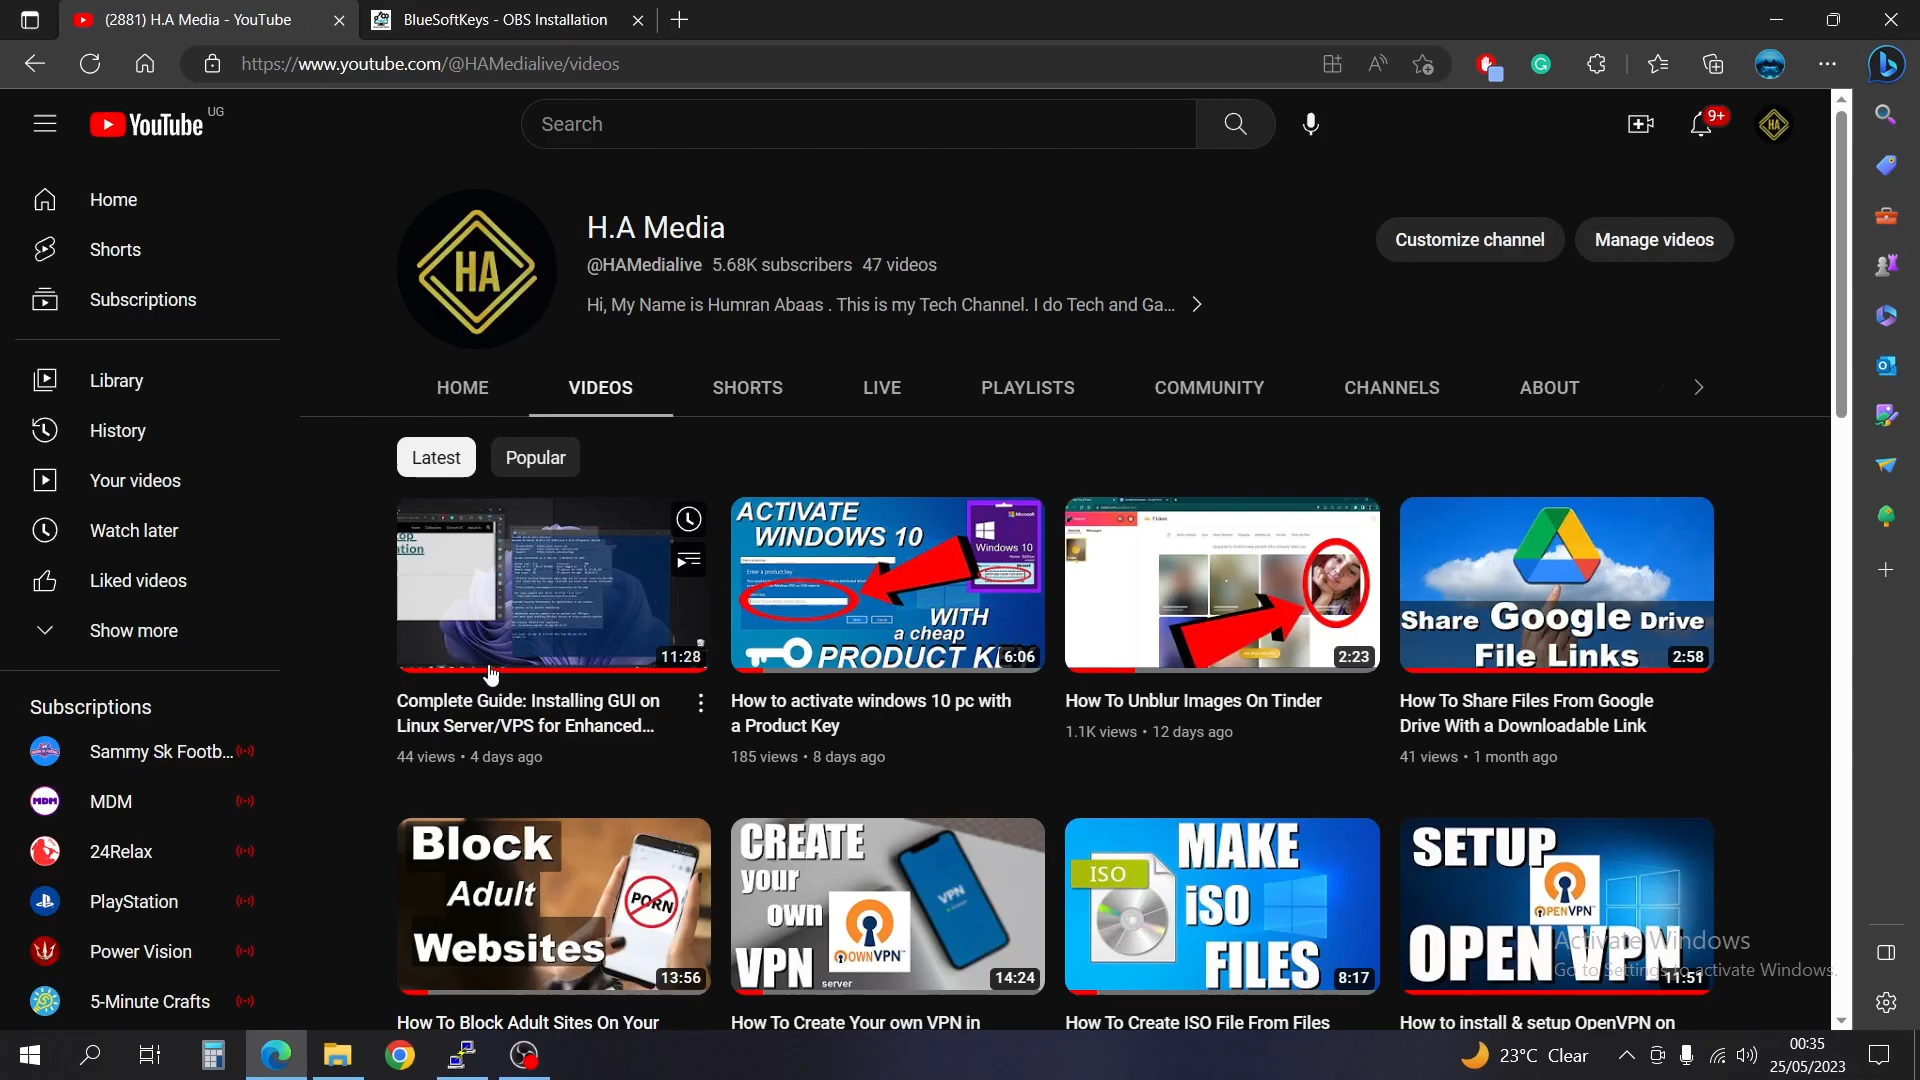 (2881) H.A Media - YouTube
BlueSoftKeys - OBS Installation
https://www.youtube.com/@HAMedialive/videos
YouTube UG
Search
9+
HA
Home
Shorts
Subscriptions
Library
History
Your videos
Watch later
Liked videos
Show more
Subscriptions
Sammy Sk Footb...
MDM
MDM
24Relax
PlayStation
Power Vision
5-Minute Crafts
HA
H.A Media
@HAMedialive 5.68K subscribers 47 videos
Hi, My Name is Humran Abaas . This is my Tech Channel. I do Tech and Ga...
Customize channel
Manage videos
HOME
VIDEOS
SHORTS
LIVE
PLAYLISTS
COMMUNITY
CHANNELS
ABOUT
Latest
Popular
11:28
Complete Guide: Installing GUI on
Linux Server/VPS for Enhanced...
44 views • 4 days ago
ACTIVATE
WINDOWS 10
Microsoft
Windows 10
Enter a product key
WITH
a cheap
PRODUCT K
6:06
How to activate windows 10 pc with
a Product Key
185 views • 8 days ago
2:23
How To Unblur Images On Tinder
1.1K views • 12 days ago
Share Google Drive
File Links
2:58
How To Share Files From Google
Drive With a Downloadable Link
41 views • 1 month ago
Block
Adult
Websites
PORN
13:56
How To Block Adult Sites On Your
CREATE
your
own
VPN
server
VPN
OPENVPN™
14:24
How To Create Your own VPN in
MAKE
iSO
FILES
ISO
8:17
How To Create ISO File From Files
SETUP
OPENVPN
OPEN VPN
11:51
How to install & setup OpenVPN on
Activate Windows
Go to Settings to activate Windows.
23°C Clear
00:35
25/05/2023